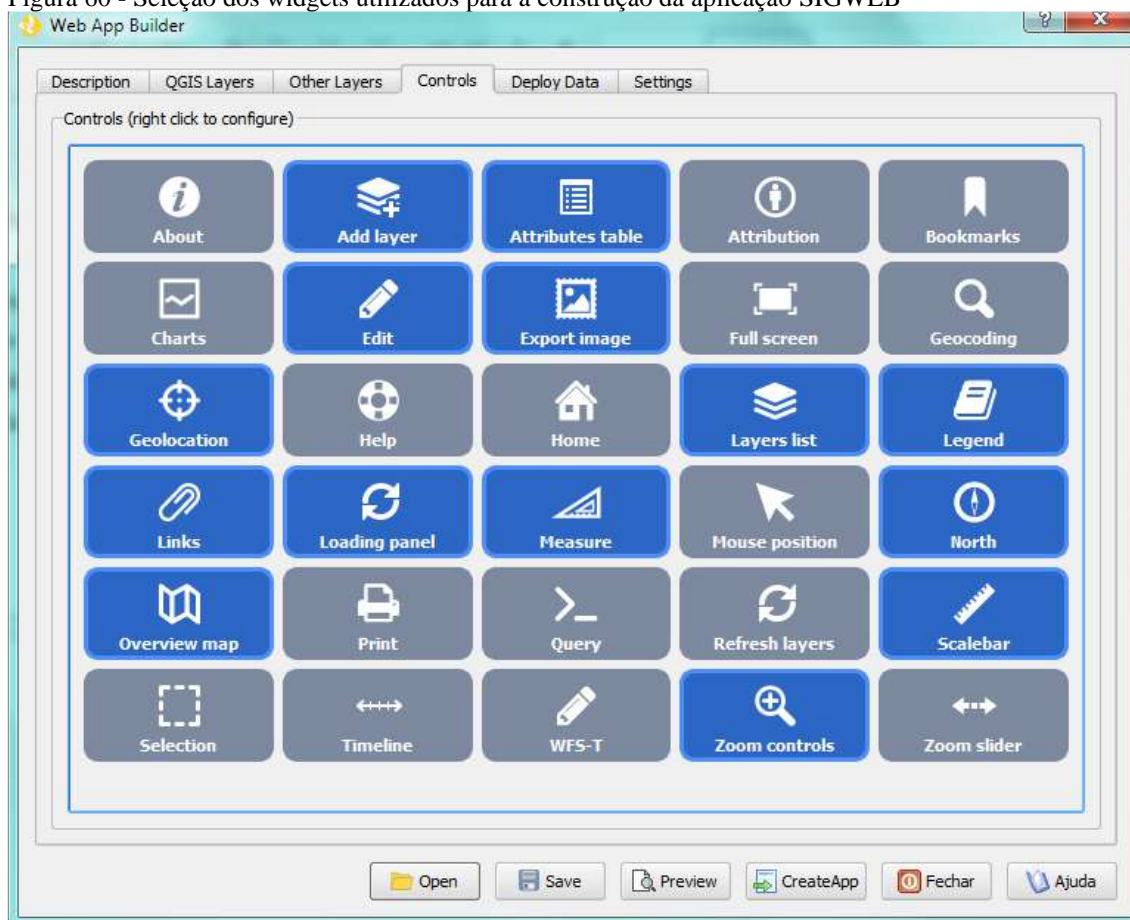 Figura 60 - Seleção dos widgets utilizados para a construção da aplicação SIGWEB
Web App Builder
Description QGIS Layers Other Layers Controls Deploy Data Settings
Controls (right click to configure)
About Add layer Attributes table Attribution Bookmarks
Charts Edit Export image Full screen Geocoding
Geolocation Help Home Layers list Legend
Links Loading panel Measure Mouse position North
Overview map Print Query Refresh layers Scalebar
Selection Timeline WFS-T Zoom controls Zoom slider
Open Save Preview CreateApp Fechar Ajuda